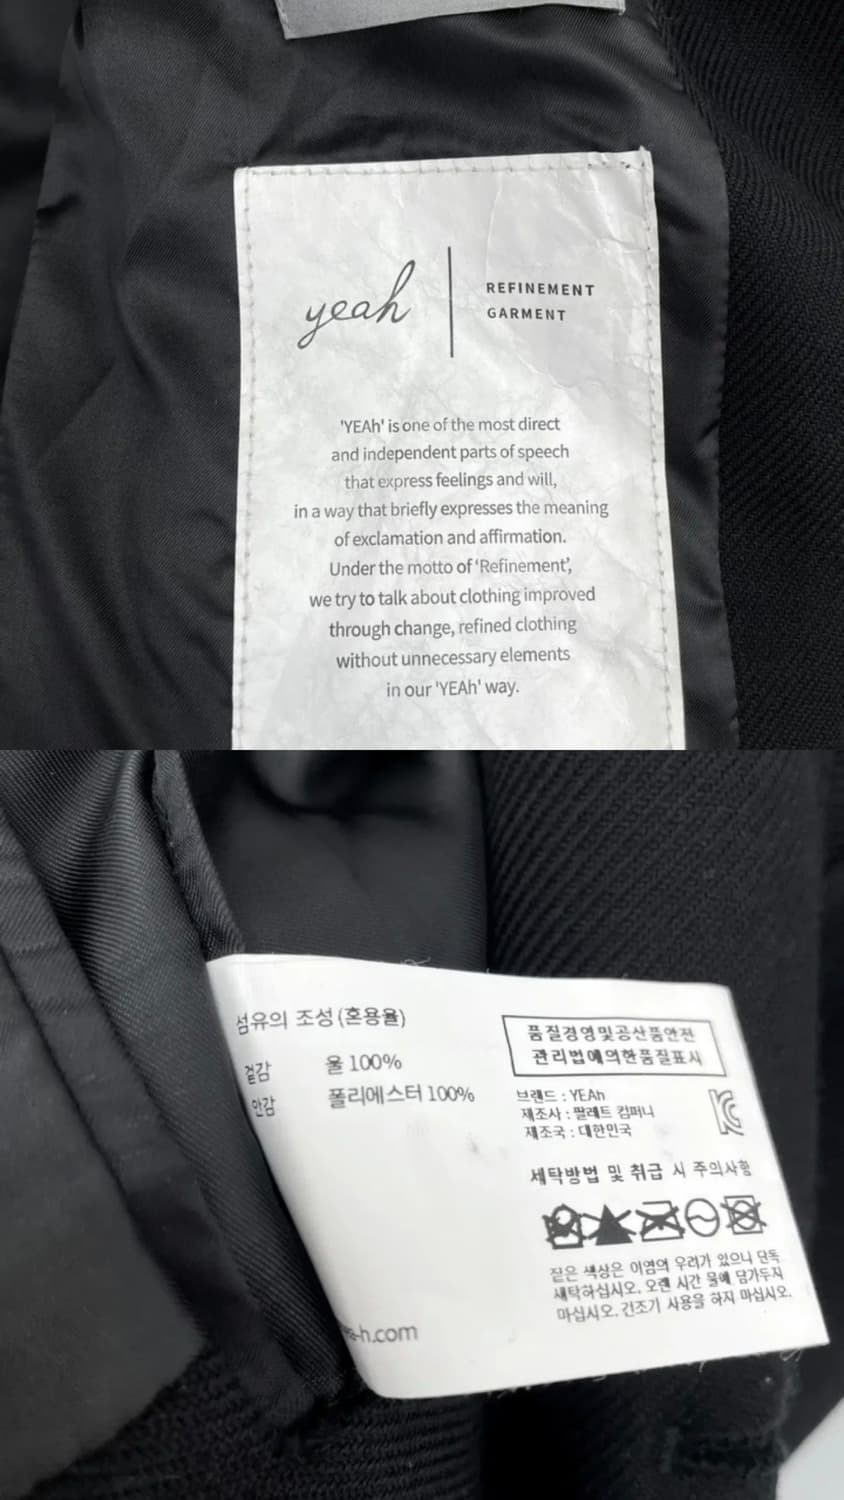 yeah
REFINEMENT
GARMENT
'YEAh' is one of the most direct
and independent parts of speech
that express feelings and will,
in a way that briefly expresses the meaning
of exclamation and affirmation.
Under the motto of ‘Refinement’,
we try to talk about clothing improved
through change, refined clothing
without unnecessary elements
in our 'YEAh' way.
섬유의 조성 (혼용율)
겉감 울 100%
안감 폴리에스터 100%
-h.com
품질경영및공산품안전
관리법에의한품질표시
브랜드 : YEAh
제조사 : 팔레트 컴퍼니
제조국 : 대한민국
세탁방법 및 취급 시 주의사항
짙은 색상은 이염의 우려가 있으니 단독
세탁하십시오. 오랜 시간 물에 담가두지
마십시오. 건조기 사용을 하지 마십시오.